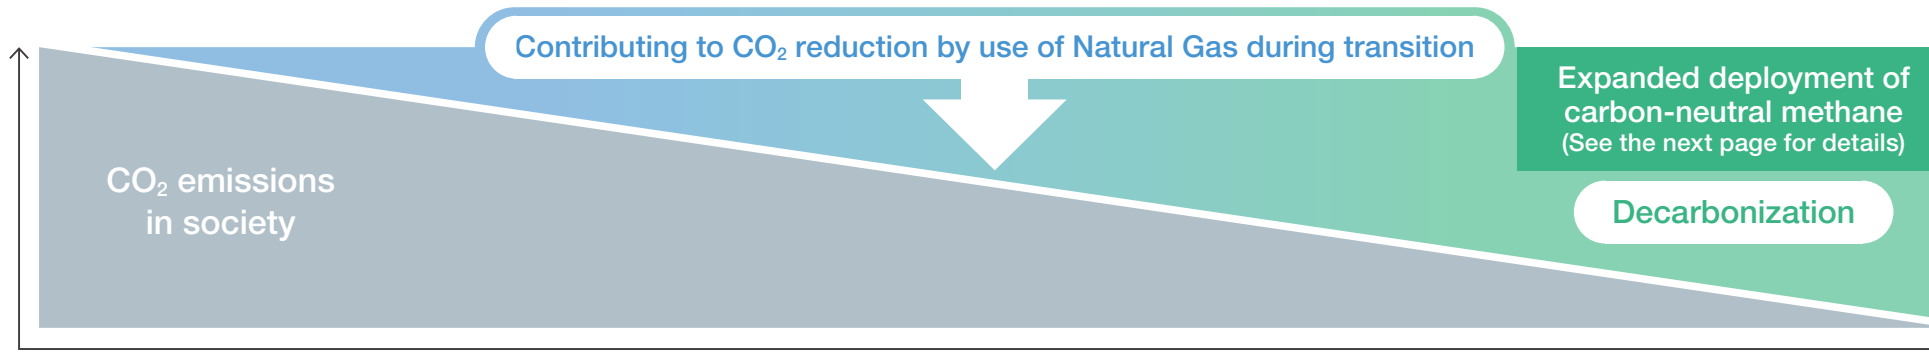 Contributing to CO₂ reduction by use of Natural Gas during transition
Expanded deployment of
carbon-neutral methane
(See the next page for details)
CO₂ emissions
in society
Decarbonization